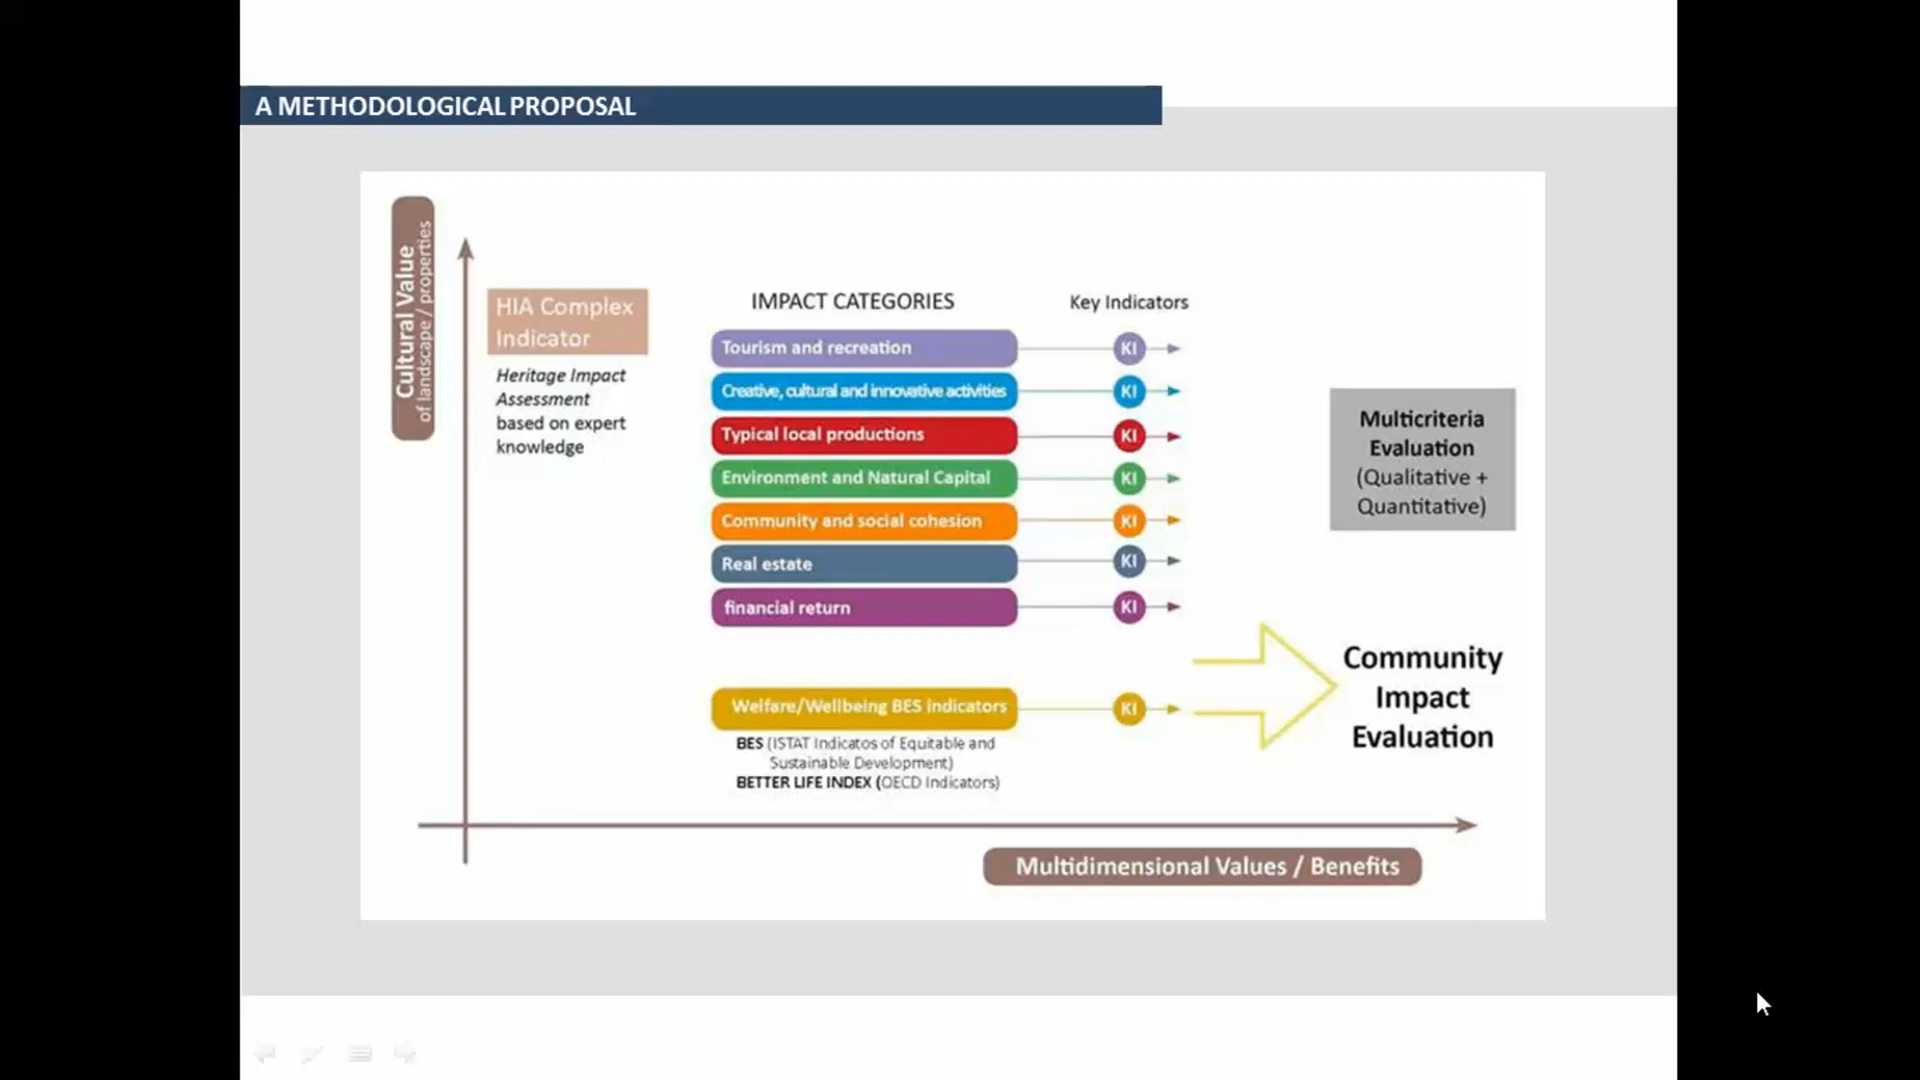 A METHODOLOGICAL PROPOSAL
Cultural Value
of landscape / properties
HIA Complex
Indicator
Heritage Impact
Assessment
based on expert
knowledge
IMPACT CATEGORIES
Key Indicators
Tourism and recreation
KI
Creative, cultural and innovative activities
KI
Typical local productions
KI
Environment and Natural Capital
KI
Community and social cohesion
KI
Real estate
KI
financial return
KI
Welfare/Wellbeing BES Indicators
KI
BES (ISTAT Indicatos of Equitable and
Sustainable Development)
BETTER LIFE INDEX (OECD Indicators)
Multicriteria
Evaluation
(Qualitative +
Quantitative)
Community
Impact
Evaluation
Multidimensional Values / Benefits